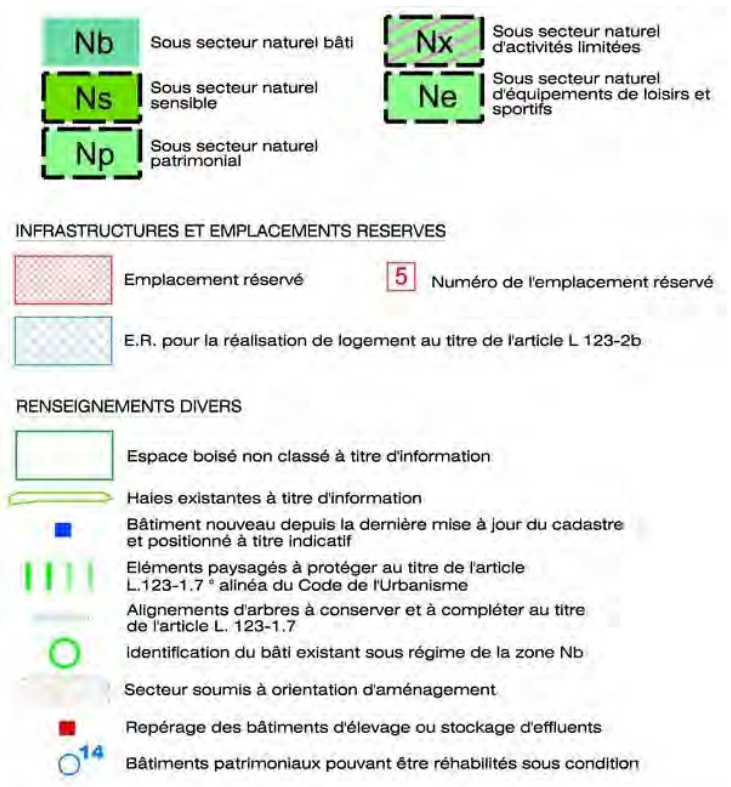 Nb
Sous secteur naturel bâti
Ns
Sous secteur naturel
sensible
Np
Sous secteur naturel
patrimonial
Nx
Sous secteur naturel
d'activités limitées
Ne
Sous secteur naturel
d'équipements de loisirs et
sportifs
INFRASTRUCTURES ET EMPLACEMENTS RESERVES
Emplacement réservé
5
Numéro de l'emplacement réservé
E.R. pour la réalisation de logement au titre de l'article L 123-2b
RENSEIGNEMENTS DIVERS
Espace boisé non classé à titre d'information
Haies existantes à titre d'information
Bâtiment nouveau depuis la dernière mise à jour du cadastre
et positionné à titre indicatif
Eléments paysagés à protéger au titre de l'article
L.123-1.7 ° alinéa du Code de l'Urbanisme
Alignements d'arbres à conserver et à compléter au titre
de l'article L. 123-1.7
identification du bâti existant sous régime de la zone Nb
Secteur soumis à orientation d'aménagement
Repérage des bâtiments d'élevage ou stockage d'effluents
14
Bâtiments patrimoniaux pouvant être réhabilités sous condition